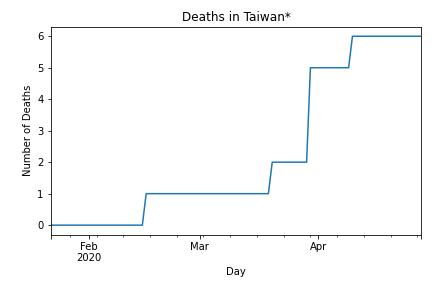 Deaths in Taiwan*
6
5
4
3
2
1
0
Number of Deaths
Feb
2020
Mar
Apr
Day